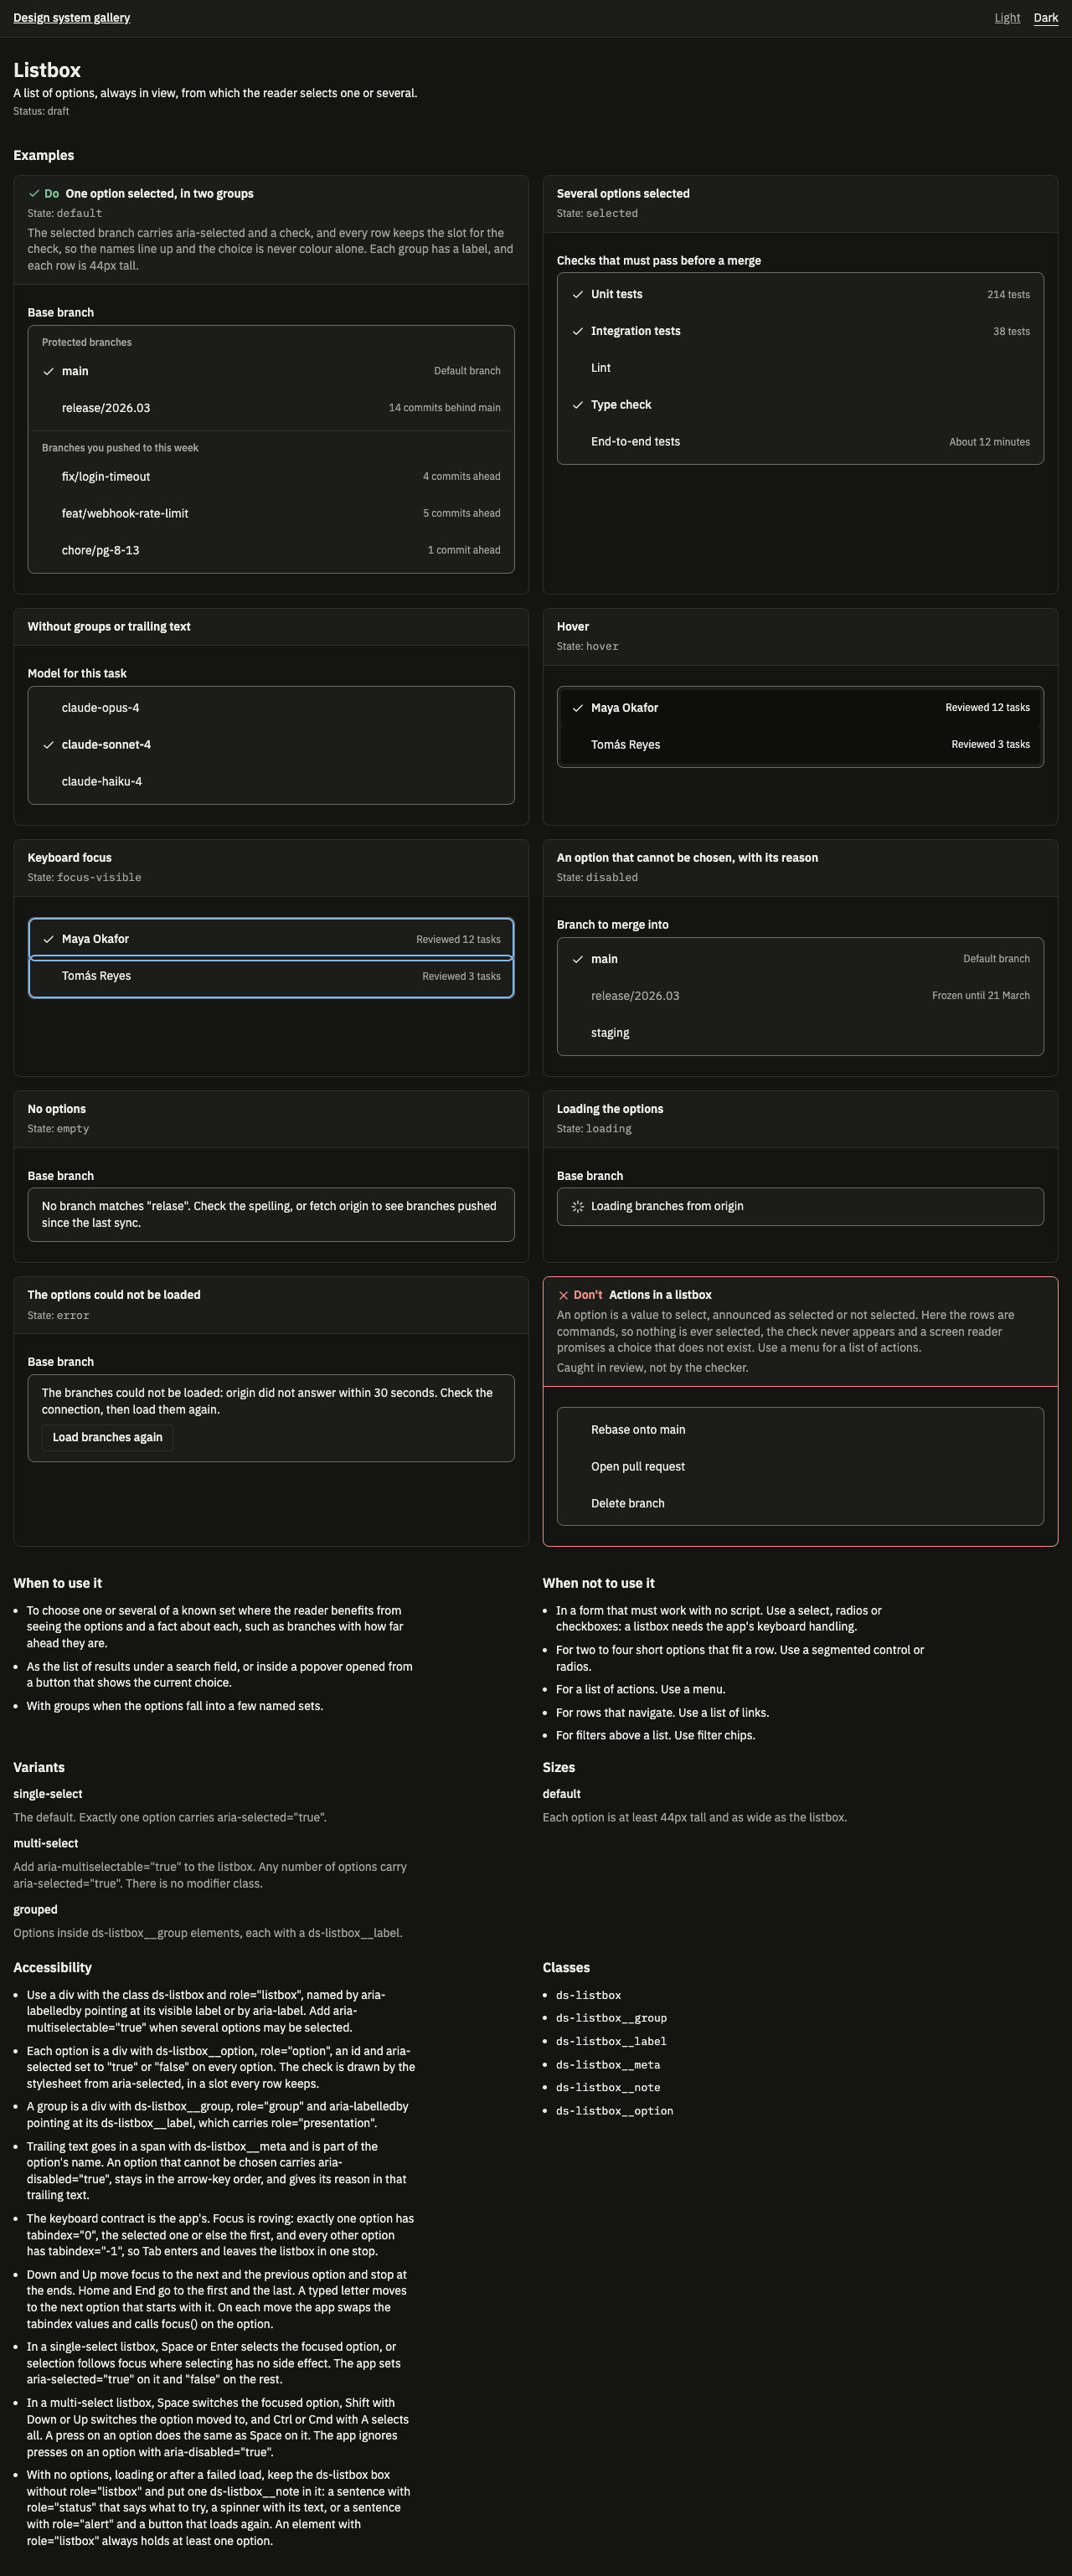 Design system gallery
Light
Dark
Listbox
A list of options, always in view, from which the reader selects one or several.
Status: draft
Examples
Do One option selected, in two groups
State: default
The selected branch carries aria-selected and a check, and every row keeps the slot for the
check, so the names line up and the choice is never colour alone. Each group has a label, and
each row is 44px tall.
Base branch
Protected branches
main
Default branch
release/2026.03
14 commits behind main
Branches you pushed to this week
fix/login-timeout
4 commits ahead
feat/webhook-rate-limit
5 commits ahead
chore/pg-8-13
1 commit ahead
Several options selected
State: selected
Checks that must pass before a merge
Unit tests
214 tests
Integration tests
38 tests
Lint
Type check
End-to-end tests
About 12 minutes
Without groups or trailing text
Model for this task
claude-opus-4
claude-sonnet-4
claude-haiku-4
Hover
State: hover
Maya Okafor
Reviewed 12 tasks
Tomás Reyes
Reviewed 3 tasks
Keyboard focus
State: focus-visible
Maya Okafor
Reviewed 12 tasks
Tomás Reyes
Reviewed 3 tasks
An option that cannot be chosen, with its reason
State: disabled
Branch to merge into
main
Default branch
release/2026.03
Frozen until 21 March
staging
No options
State: empty
Base branch
No branch matches "relase". Check the spelling, or fetch origin to see branches pushed
since the last sync.
Loading the options
State: loading
Base branch
Loading branches from origin
The options could not be loaded
State: error
Base branch
The branches could not be loaded: origin did not answer within 30 seconds. Check the
connection, then load them again.
Load branches again
Don't Actions in a listbox
An option is a value to select, announced as selected or not selected. Here the rows are
commands, so nothing is ever selected, the check never appears and a screen reader
promises a choice that does not exist. Use a menu for a list of actions.
Caught in review, not by the checker.
Rebase onto main
Open pull request
Delete branch
When to use it
To choose one or several of a known set where the reader benefits from
seeing the options and a fact about each, such as branches with how far
ahead they are.
As the list of results under a search field, or inside a popover opened from
a button that shows the current choice.
With groups when the options fall into a few named sets.
When not to use it
In a form that must work with no script. Use a select, radios or
checkboxes: a listbox needs the app's keyboard handling.
For two to four short options that fit a row. Use a segmented control or
radios.
For a list of actions. Use a menu.
For rows that navigate. Use a list of links.
For filters above a list. Use filter chips.
Variants
single-select
The default. Exactly one option carries aria-selected="true".
multi-select
Add aria-multiselectable="true" to the listbox. Any number of options carry
aria-selected="true". There is no modifier class.
grouped
Options inside ds-listbox__group elements, each with a ds-listbox__label.
Sizes
default
Each option is at least 44px tall and as wide as the listbox.
Accessibility
Use a div with the class ds-listbox and role="listbox", named by aria-
labelledby pointing at its visible label or by aria-label. Add aria-
multiselectable="true" when several options may be selected.
Each option is a div with ds-listbox__option, role="option", an id and aria-
selected set to "true" or "false" on every option. The check is drawn by the
stylesheet from aria-selected, in a slot every row keeps.
A group is a div with ds-listbox__group, role="group" and aria-labelledby
pointing at its ds-listbox__label, which carries role="presentation".
Trailing text goes in a span with ds-listbox__meta and is part of the
option's name. An option that cannot be chosen carries aria-
disabled="true", stays in the arrow-key order, and gives its reason in that
trailing text.
The keyboard contract is the app's. Focus is roving: exactly one option has
tabindex="0", the selected one or else the first, and every other option
has tabindex="-1", so Tab enters and leaves the listbox in one stop.
Down and Up move focus to the next and the previous option and stop at
the ends. Home and End go to the first and the last. A typed letter moves
to the next option that starts with it. On each move the app swaps the
tabindex values and calls focus() on the option.
In a single-select listbox, Space or Enter selects the focused option, or
selection follows focus where selecting has no side effect. The app sets
aria-selected="true" on it and "false" on the rest.
In a multi-select listbox, Space switches the focused option, Shift with
Down or Up switches the option moved to, and Ctrl or Cmd with A selects
all. A press on an option does the same as Space on it. The app ignores
presses on an option with aria-disabled="true".
With no options, loading or after a failed load, keep the ds-listbox box
without role="listbox" and put one ds-listbox__note in it: a sentence with
role="status" that says what to try, a spinner with its text, or a sentence
with role="alert" and a button that loads again. An element with
role="listbox" always holds at least one option.
Classes
ds-listbox
ds-listbox__group
ds-listbox__label
ds-listbox__meta
ds-listbox__note
ds-listbox__option